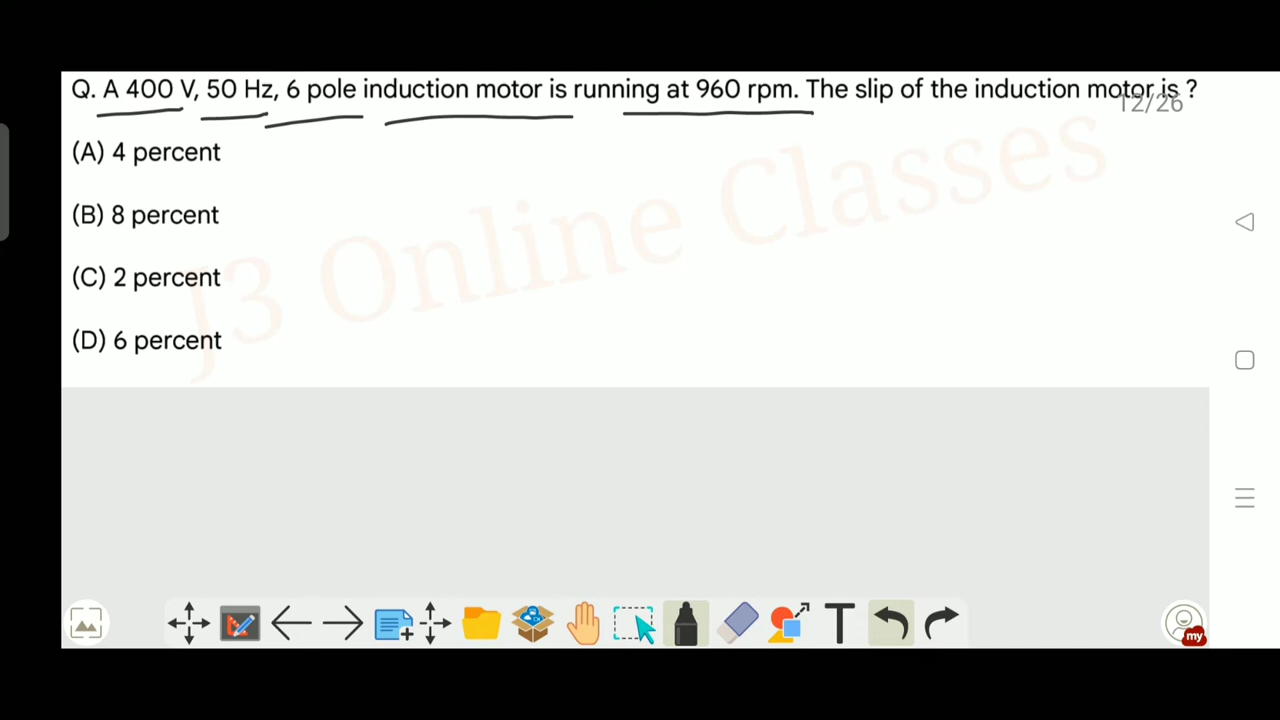 Q. A 400 V, 50 Hz, 6 pole induction motor is running at 960 rpm. The slip of the induction motor is ?
12/26
(A) 4 percent
(B) 8 percent
(C) 2 percent
(D) 6 percent
J3 Online Classes
T
my